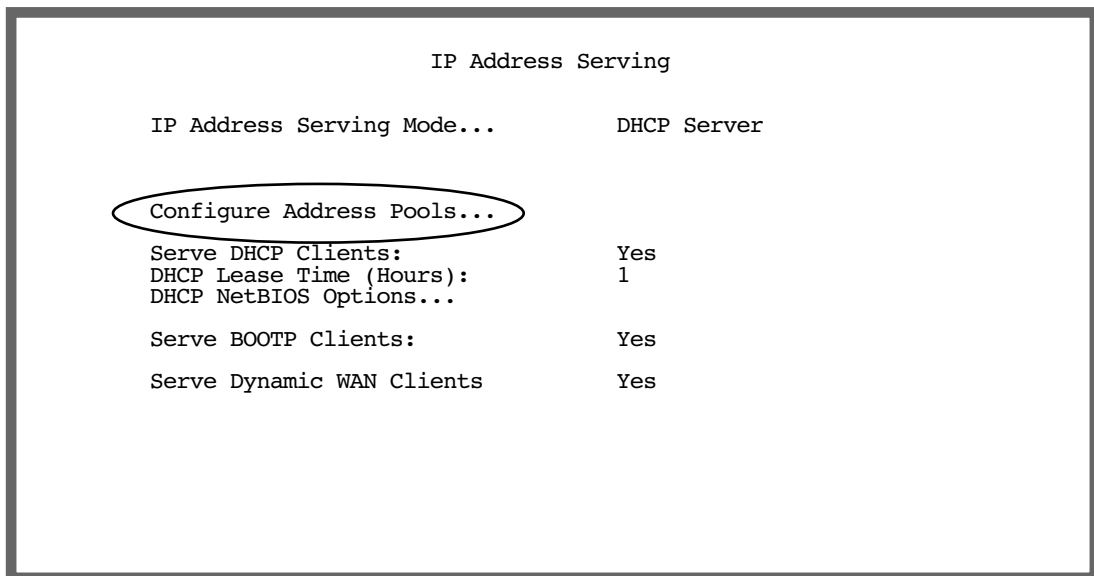 IP Address Serving
IP Address Serving Mode... DHCP Server
Configure Address Pools...
Serve DHCP Clients: Yes
DHCP Lease Time (Hours): 1
DHCP NetBIOS Options...
Serve BOOTP Clients: Yes
Serve Dynamic WAN Clients Yes